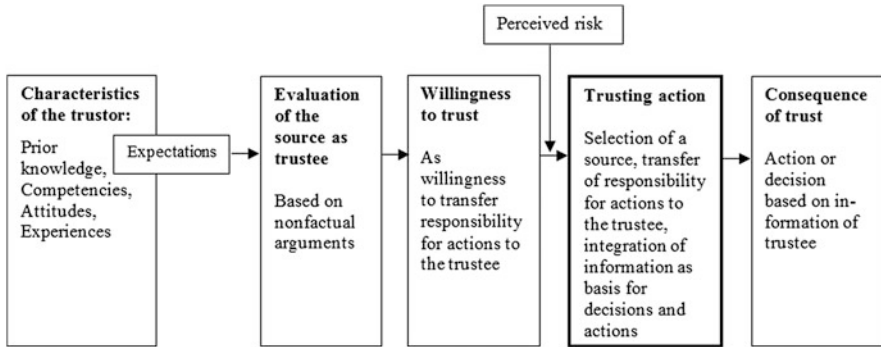 Perceived risk
Characteristics
of the trustor:
Prior
knowledge,
Competencies,
Attitudes,
Experiences
Expectations
Evaluation
of the
source as
trustee
Based on
nonfactual
arguments
Willingness
to trust
As
willingness
to transfer
responsibility
for actions to
the trustee
Trusting action
Selection of a
source, transfer
of responsibility
for actions to
the trustee,
integration of
information as
basis for
decisions and
actions
Consequence
of trust
Action or
decision
based on in-
formation of
trustee